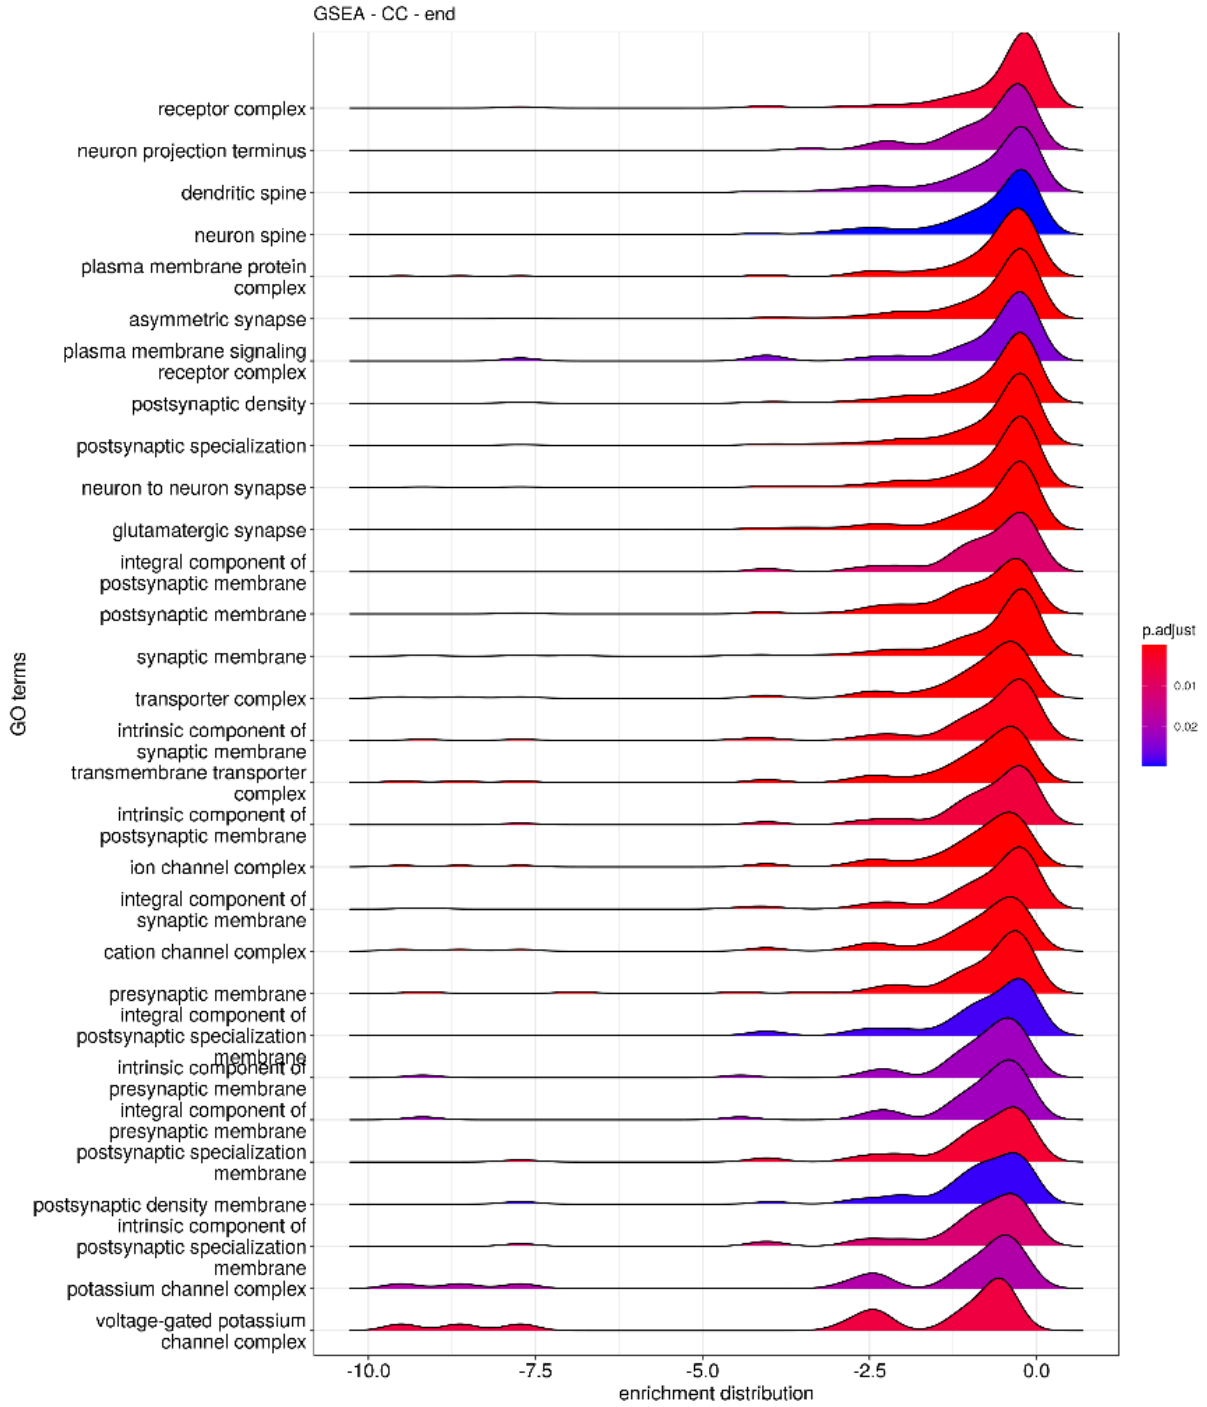 GSEA - CC - end
receptor complex
neuron projection terminus
dendritic spine
neuron spine
plasma membrane protein
complex
asymmetric synapse
plasma membrane signaling
receptor complex
postsynaptic density
postsynaptic specialization
neuron to neuron synapse
glutamatergic synapse
integral component of
postsynaptic membrane
postsynaptic membrane
synaptic membrane
transporter complex
intrinsic component of
synaptic membrane
transmembrane transporter
complex
intrinsic component of
postsynaptic membrane
ion channel complex
integral component of
synaptic membrane
cation channel complex
presynaptic membrane
integral component of
postsynaptic specialization
membrane
intrinsic component of
presynaptic membrane
integral component of
presynaptic membrane
postsynaptic specialization
membrane
postsynaptic density membrane
intrinsic component of
postsynaptic specialization
membrane
potassium channel complex
voltage-gated potassium
channel complex
GO terms
-10.0
-7.5
-5.0
-2.5
0.0
enrichment distribution
p.adjust
0.01
0.02